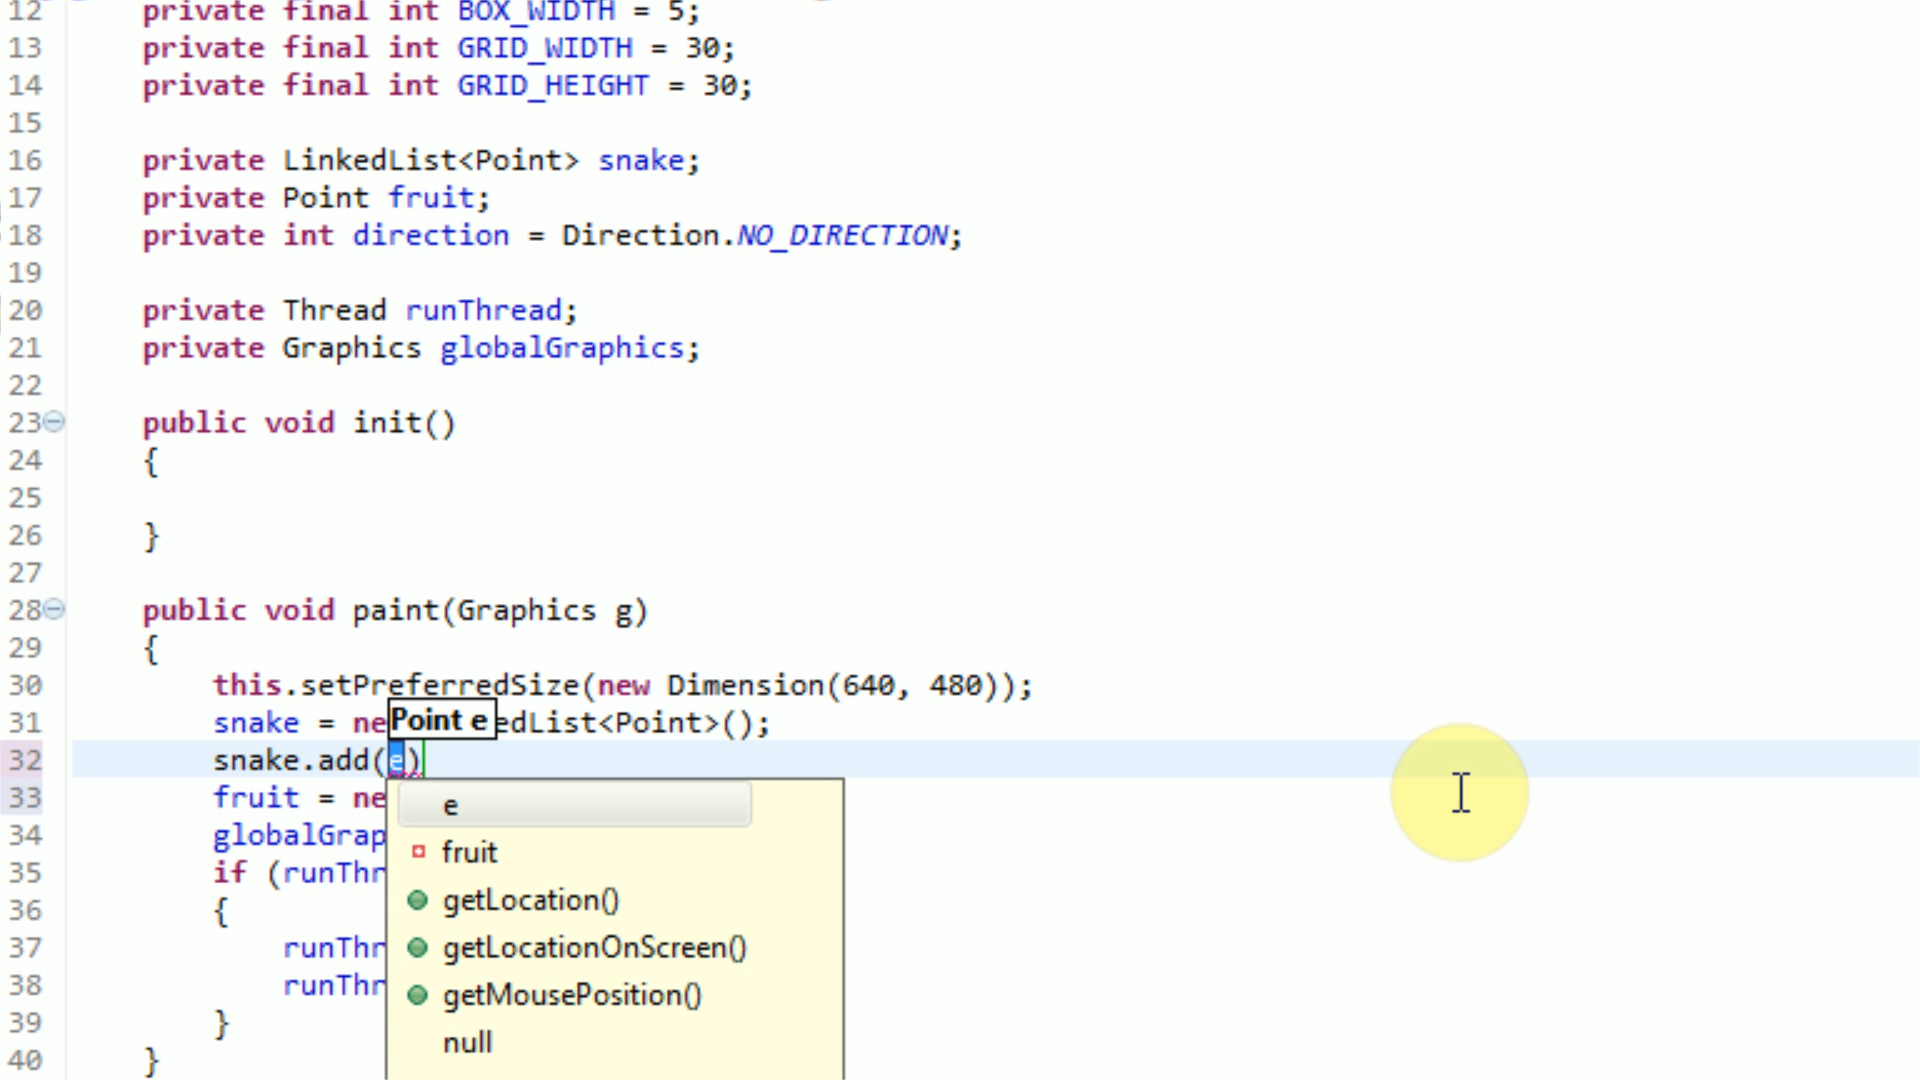 12 private final int BOX_WIDTH = 5;
13 private final int GRID_WIDTH = 30;
14 private final int GRID_HEIGHT = 30;
15
16 private LinkedList<Point> snake;
17 private Point fruit;
18 private int direction = Direction.NO_DIRECTION;
19
20 private Thread runThread;
21 private Graphics globalGraphics;
22
23 public void init()
24 {
25
26 }
27
28 public void paint(Graphics g)
29 {
30 this.setPreferredSize(new Dimension(640, 480));
31 snake = ne Point e edList<Point>();
32 snake.add(e)
33 fruit = ne
34 globalGrap
35 if (runThr
36 {
37 runThr
38 runThr
39 }
40 }
e
fruit
getLocation()
getLocationOnScreen()
getMousePosition()
null